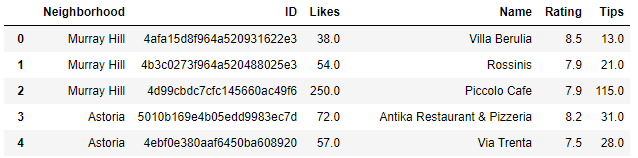 Neighborhood ID Likes Name Rating Tips
0 Murray Hill 4afa15d8f964a520931622e3 38.0 Villa Berulia 8.5 13.0
1 Murray Hill 4b3c0273f964a520488025e3 54.0 Rossinis 7.9 21.0
2 Murray Hill 4d99cbdc7cfc145660ac49f6 250.0 Piccolo Cafe 7.9 115.0
3 Astoria 5010b169e4b05edd9983ec7d 72.0 Antika Restaurant & Pizzeria 8.2 31.0
4 Astoria 4ebf0e380aaf6450ba608920 57.0 Via Trenta 7.5 28.0